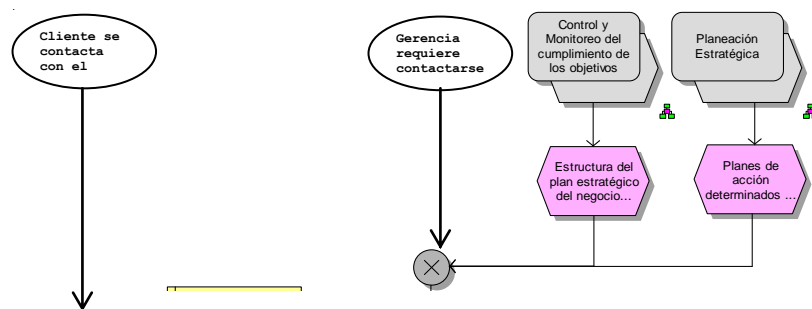 Cliente se
contacta
con el
Gerencia
requiere
contactarse
Control y
Monitoreo del
cumplimiento de
los objetivos
Planeación
Estratégica
Estructura del
plan estratégico
del negocio...
Planes de
acción
determinados ...